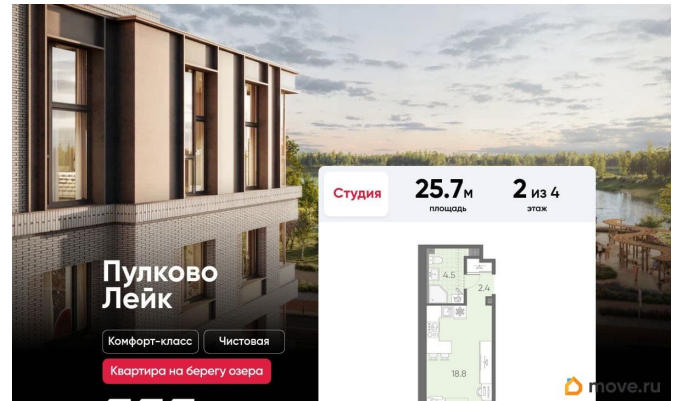 Студия
25.7 м
площадь
2 из 4
этаж
4.5
2.4
18.8
Пулково
Лейк
Комфорт-класс
Чистовая
Квартира на берегу озера
move.ru